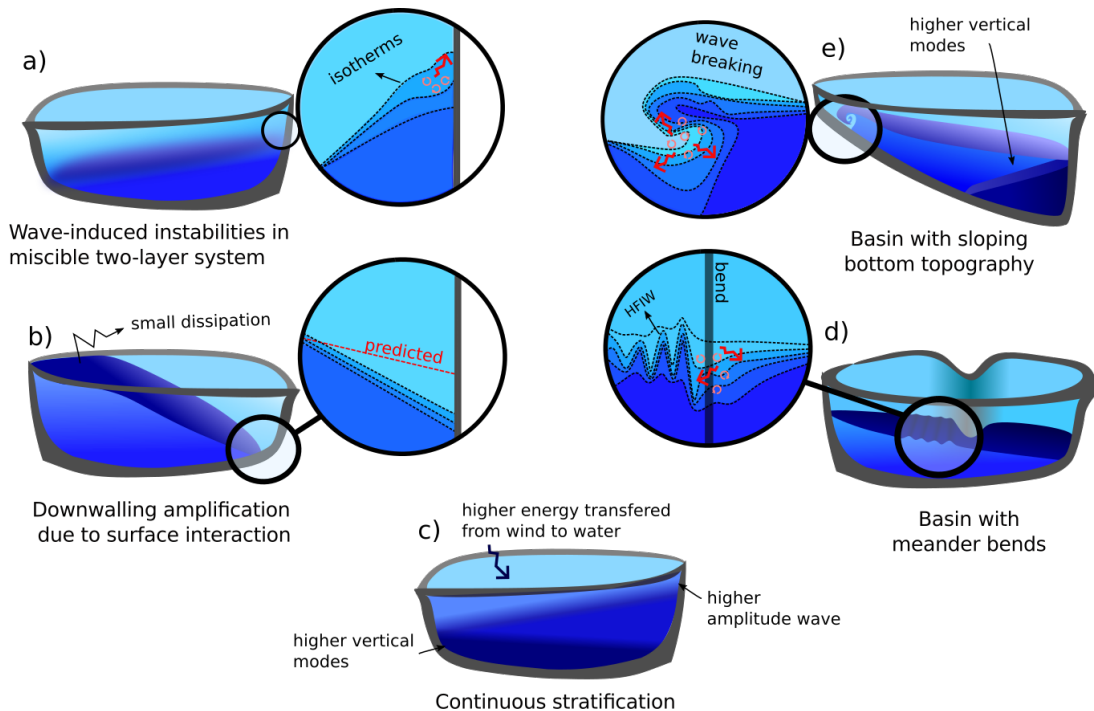 a)
isotherms
Wave-induced instabilities in
miscible two-layer system
wave
breaking
e)
higher vertical
modes
Basin with sloping
bottom topography
b)
small dissipation
predicted
Downwalling amplification
due to surface interaction
bend
HFIW
d)
Basin with
meander bends
c)
higher energy transfered
from wind to water
higher
amplitude wave
higher vertical
modes
Continuous stratification